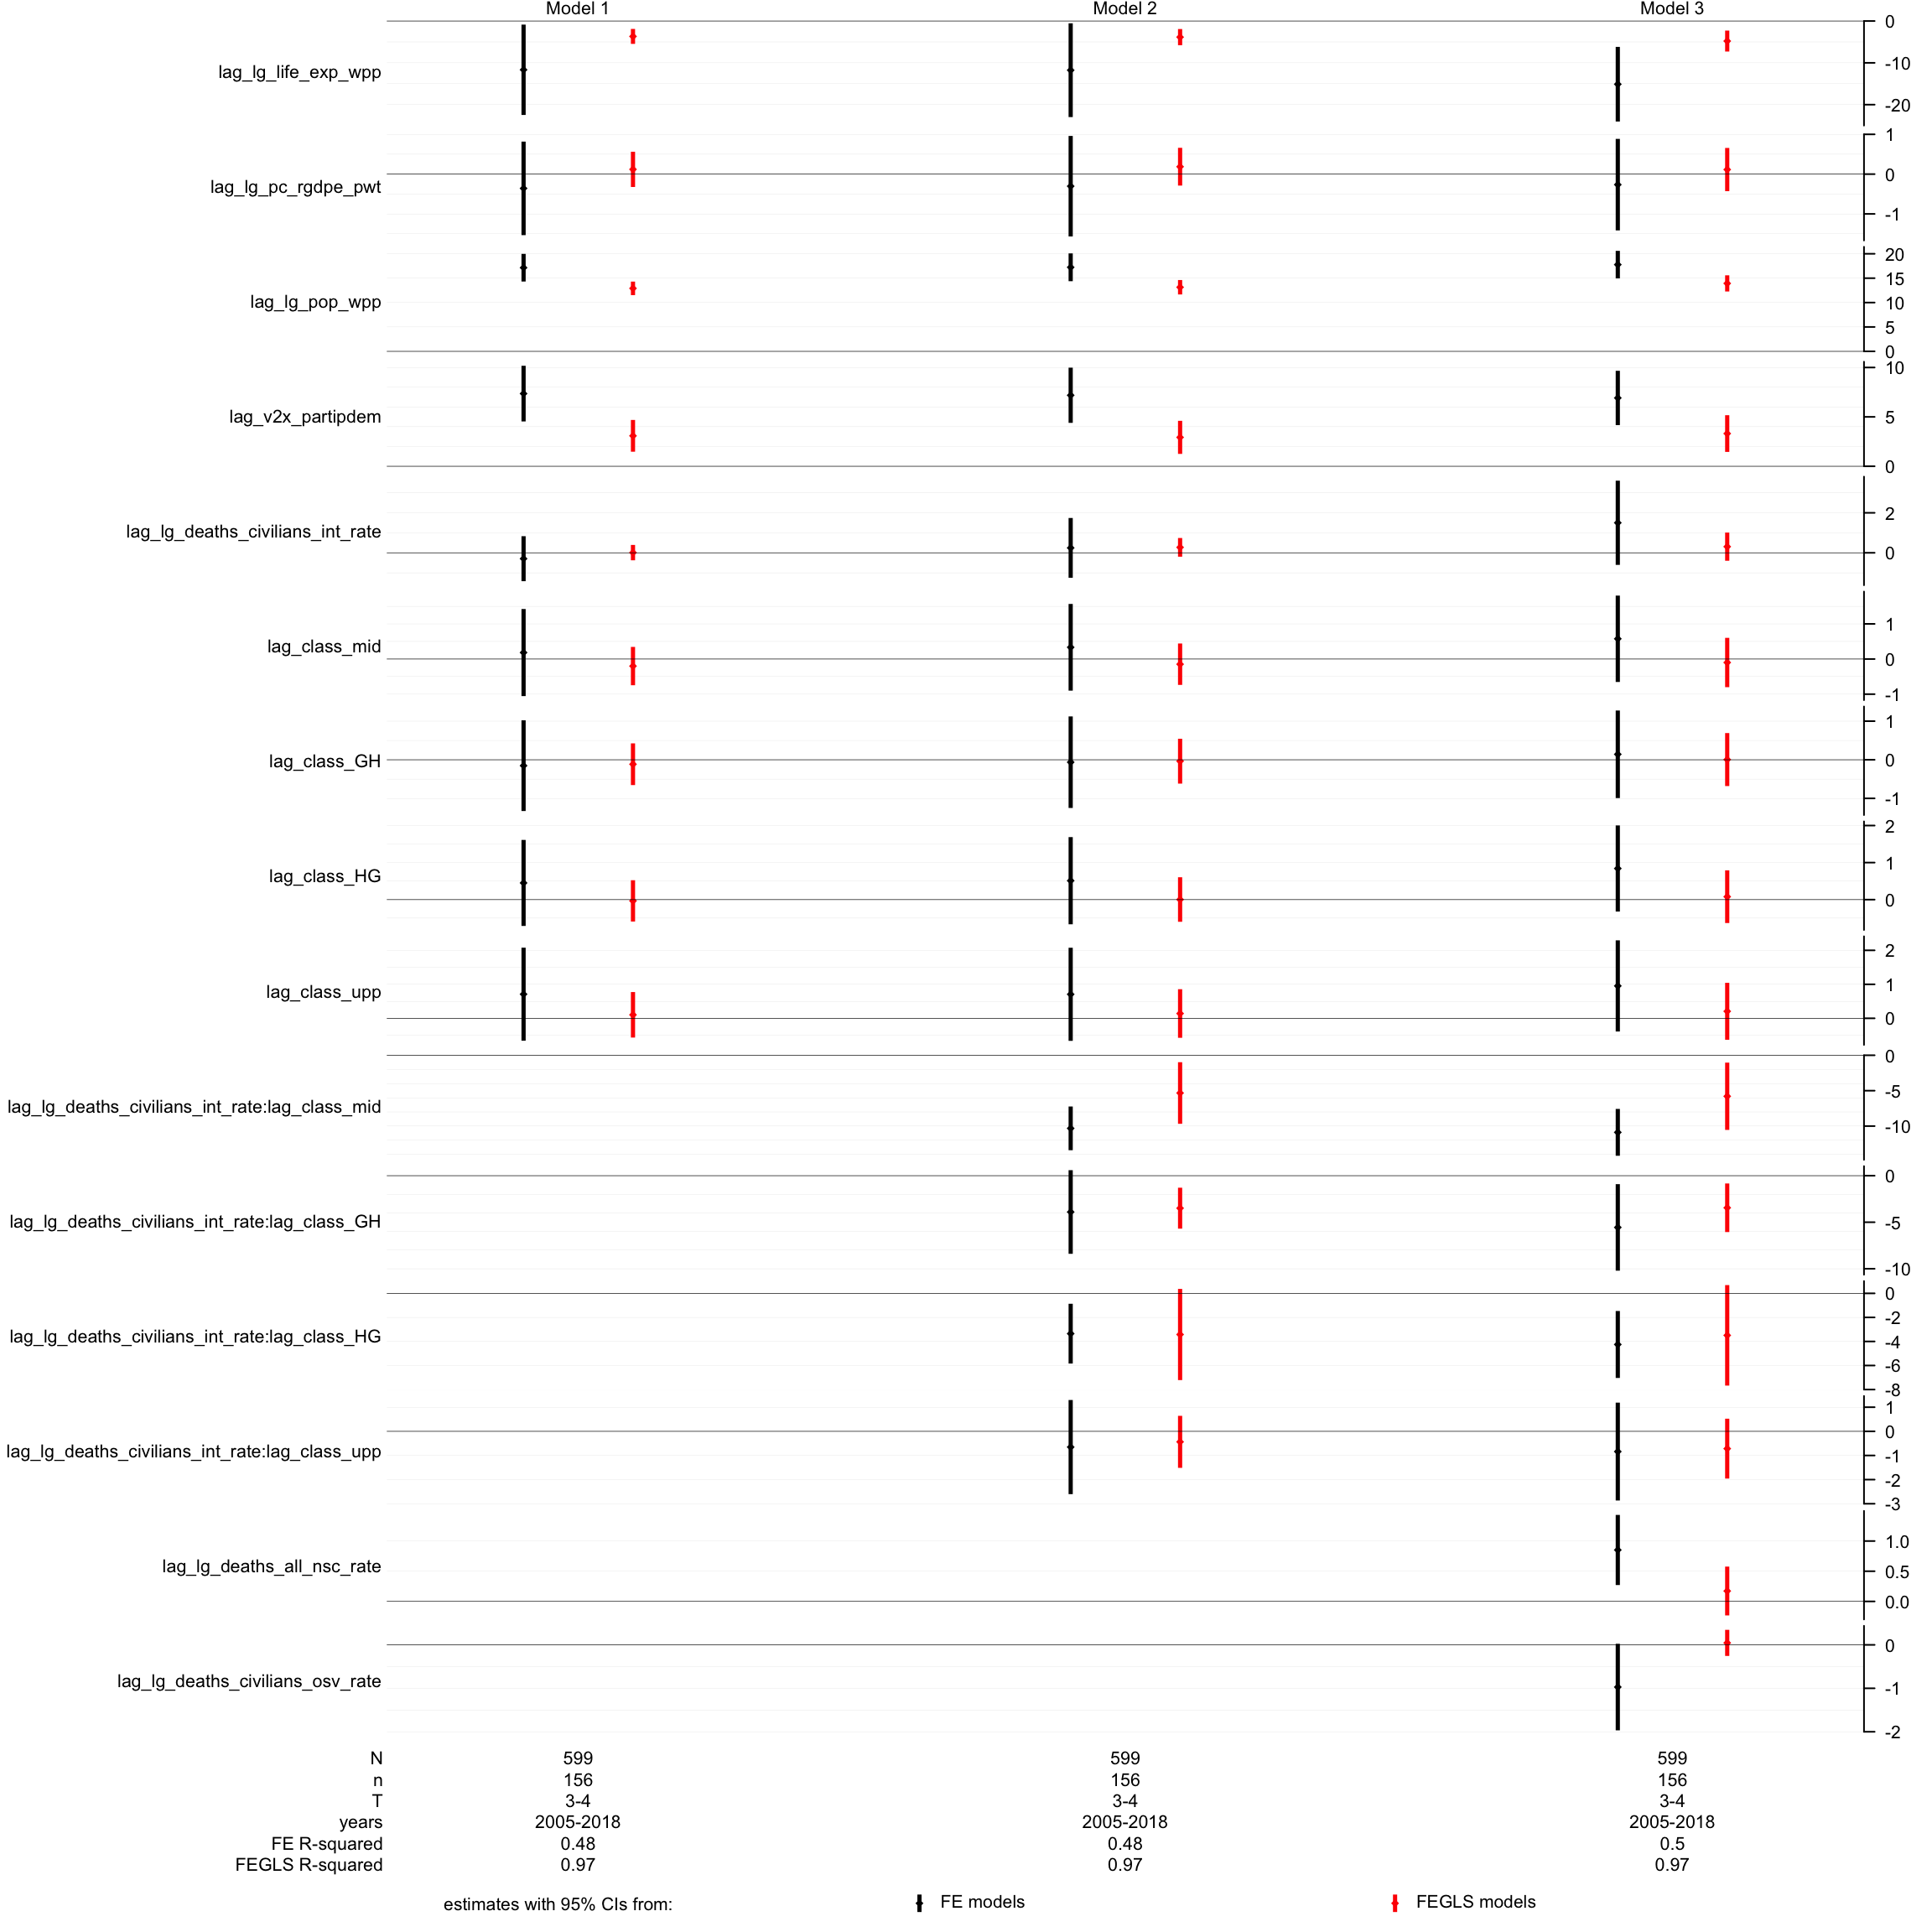 Model 1 Model 2 Model 3
lag_lg_life_exp_wpp
0
-10
-20
lag_lg_pc_rgdpe_pwt
1
0
-1
lag_lg_pop_wpp
20
15
10
5
0
lag_v2x_partipdem
10
5
0
lag_lg_deaths_civilians_int_rate
2
0
lag_class_mid
1
0
-1
lag_class_GH
1
0
-1
lag_class_HG
2
1
0
lag_class_upp
2
1
0
lag_lg_deaths_civilians_int_rate:lag_class_mid
0
-5
-10
lag_lg_deaths_civilians_int_rate:lag_class_GH
0
-5
-10
lag_lg_deaths_civilians_int_rate:lag_class_HG
0
-2
-4
-6
-8
lag_lg_deaths_civilians_int_rate:lag_class_upp
1
0
-1
-2
-3
lag_lg_deaths_all_nsc_rate
1.0
0.5
0.0
lag_lg_deaths_civilians_osv_rate
0
-1
-2
N 599 599 599
n 156 156 156
T 3-4 3-4 3-4
years 2005-2018 2005-2018 2005-2018
FE R-squared 0.48 0.48 0.5
FEGLS R-squared 0.97 0.97 0.97
estimates with 95% CIs from: FE models FEGLS models